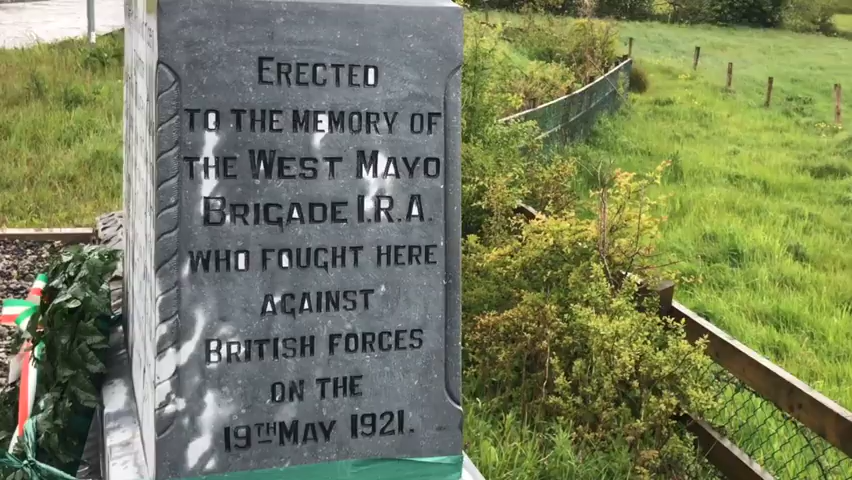 ERECTED
TO THE MEMORY OF
THE WEST MAYO
BRIGADE I.R.A.
WHO FOUGHT HERE
AGAINST
BRITISH FORCES
ON THE
19TH MAY 1921.